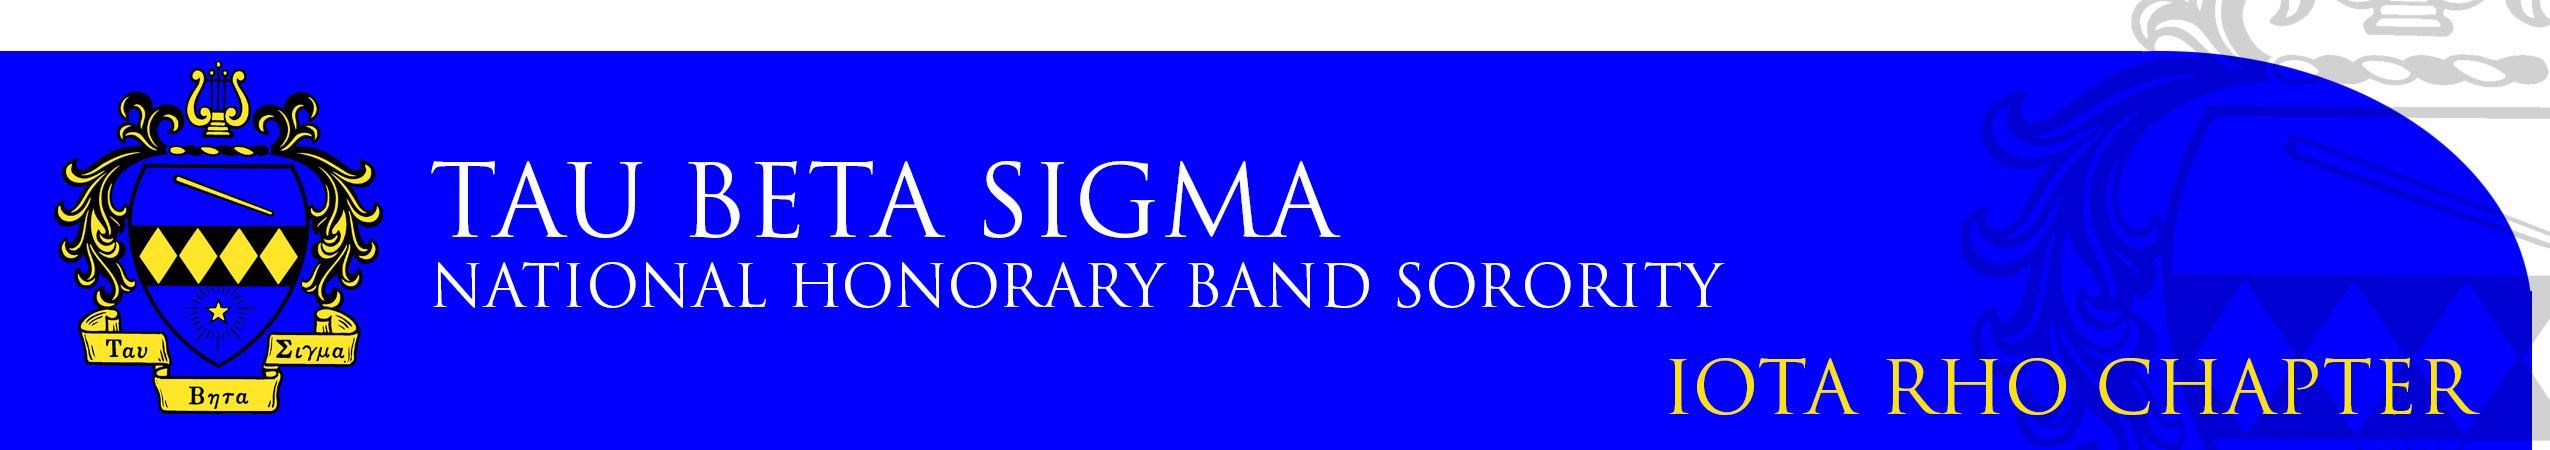 TAU BETA SIGMA
NATIONAL HONORARY BAND SORORITY
Ταυ
Σιγμα
Βητα
IOTA RHO CHAPTER